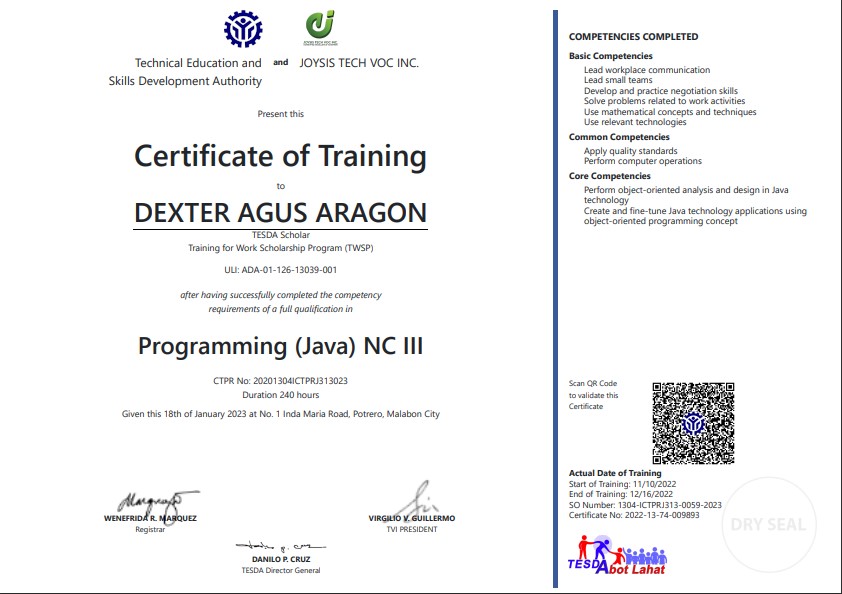 JOYSIS TECH VOC INC.
Technical Education and
Skills Development Authority
and
JOYSIS TECH VOC INC.
Present this
Certificate of Training
to
DEXTER AGUS ARAGON
TESDA Scholar
Training for Work Scholarship Program (TWSP)
ULI: ADA-01-126-13039-001
after having successfully completed the competency
requirements of a full qualification in
Programming (Java) NC III
CTPR No: 20201304ICTPRJ313023
Duration 240 hours
Given this 18th of January 2023 at No. 1 Inda Maria Road, Potrero, Malabon City
WENEFRIDA R. MARQUEZ
Registrar
VIRGILIO V. GUILLERMO
TVI PRESIDENT
DANILO P. CRUZ
TESDA Director General
COMPETENCIES COMPLETED
Basic Competencies
Lead workplace communication
Lead small teams
Develop and practice negotiation skills
Solve problems related to work activities
Use mathematical concepts and techniques
Use relevant technologies
Common Competencies
Apply quality standards
Perform computer operations
Core Competencies
Perform object-oriented analysis and design in Java
technology
Create and fine-tune Java technology applications using
object-oriented programming concept
Scan QR Code
to validate this
Certificate
Actual Date of Training
Start of Training: 11/10/2022
End of Training: 12/16/2022
SO Number: 1304-ICTPRJ313-0059-2023
Certificate No: 2022-13-74-009893
DRY SEAL
TESDA Abot Lahat